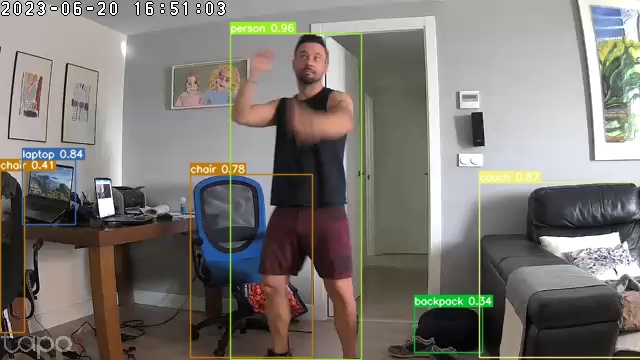 2023-06-20 16:51:03
person 0.96
laptop 0.84
chair 0.41
chair 0.78
couch 0.87
backpack 0.34
tapo